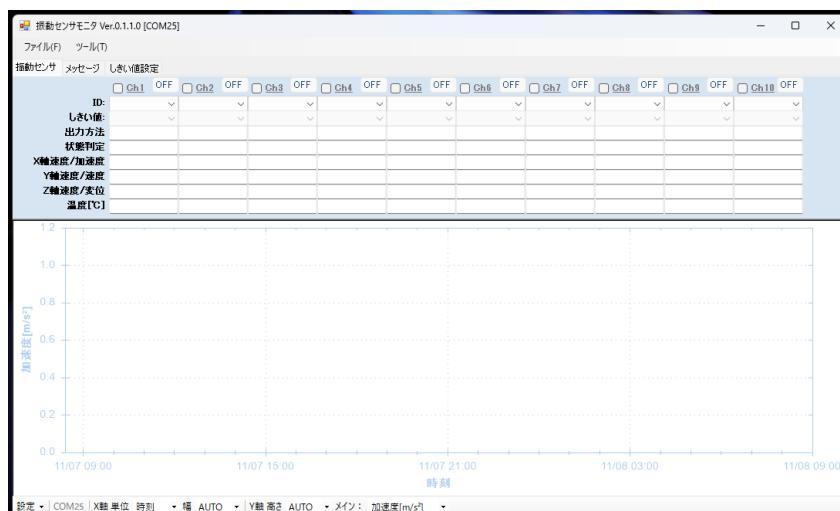 振動センサモニタ Ver.0.1.1.0 [COM25]
ファイル(F) ツール(T)
振動センサ メッセージ しきい値設定
Ch1 OFF Ch2 OFF Ch3 OFF Ch4 OFF Ch5 OFF Ch6 OFF Ch7 OFF Ch8 OFF Ch9 OFF Ch10 OFF
ID:
しきい値:
出力方法
状態判定
X軸速度/加速度
Y軸速度/速度
Z軸速度/変位
温度[℃]
1.2
1.0
0.8
0.6
0.4
0.2
0.0
加速度[m/s²]
11/07 09:00 11/07 15:00 11/07 21:00 11/08 03:00 11/08 09:00
時刻
設定 COM25 X軸 単位 時刻 幅 AUTO Y軸 高さ AUTO メイン: 加速度[m/s²]